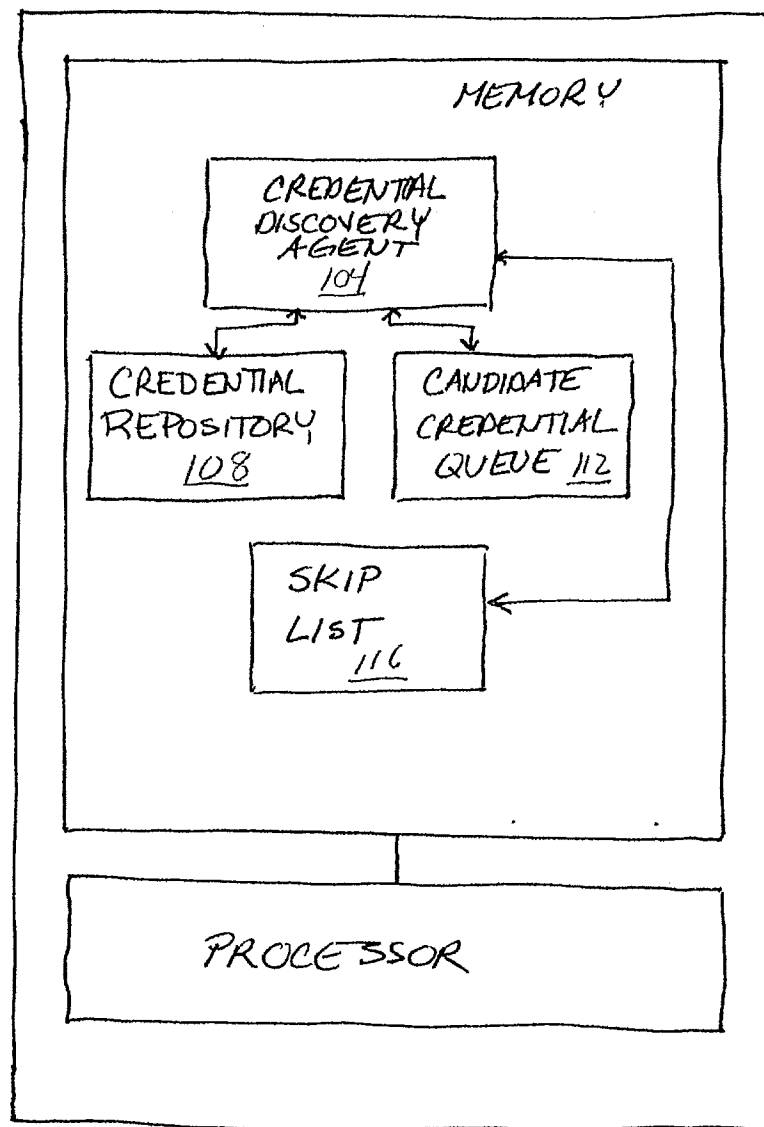 MEMORY
CREDENTIAL
DISCOVERY
AGENT
104
CREDENTIAL
REPOSITORY
108
CANDIDATE
CREDENTIAL
QUEUE 112
SKIP
LIST
116
PROCESSOR